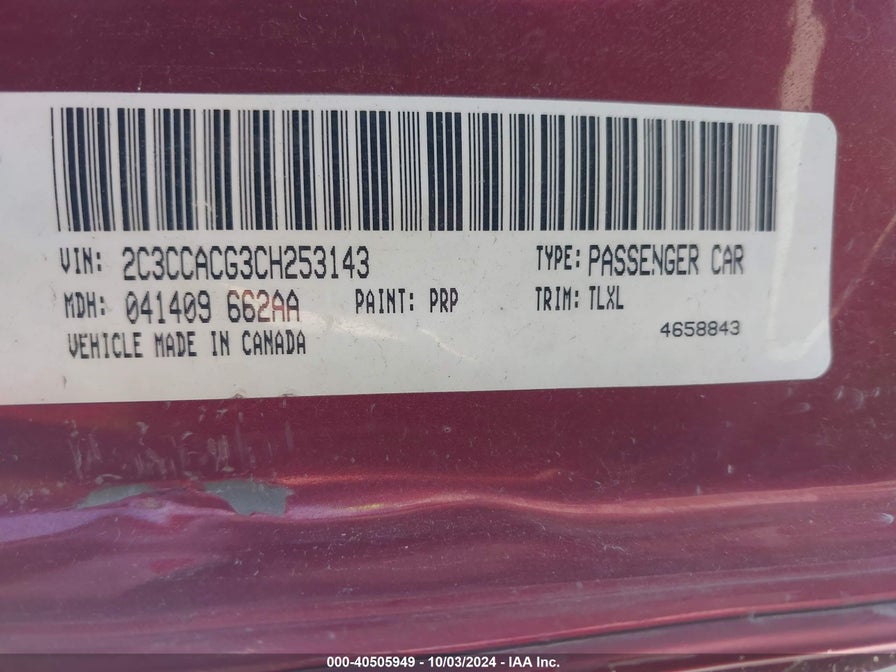 VIN: 2C3CCACG3CH253143 TYPE: PASSENGER CAR
MDH: 041409 662AA PAINT: PRP TRIM: TLXL
VEHICLE MADE IN CANADA 4658843
000-40505949 - 10/03/2024 - IAA Inc.